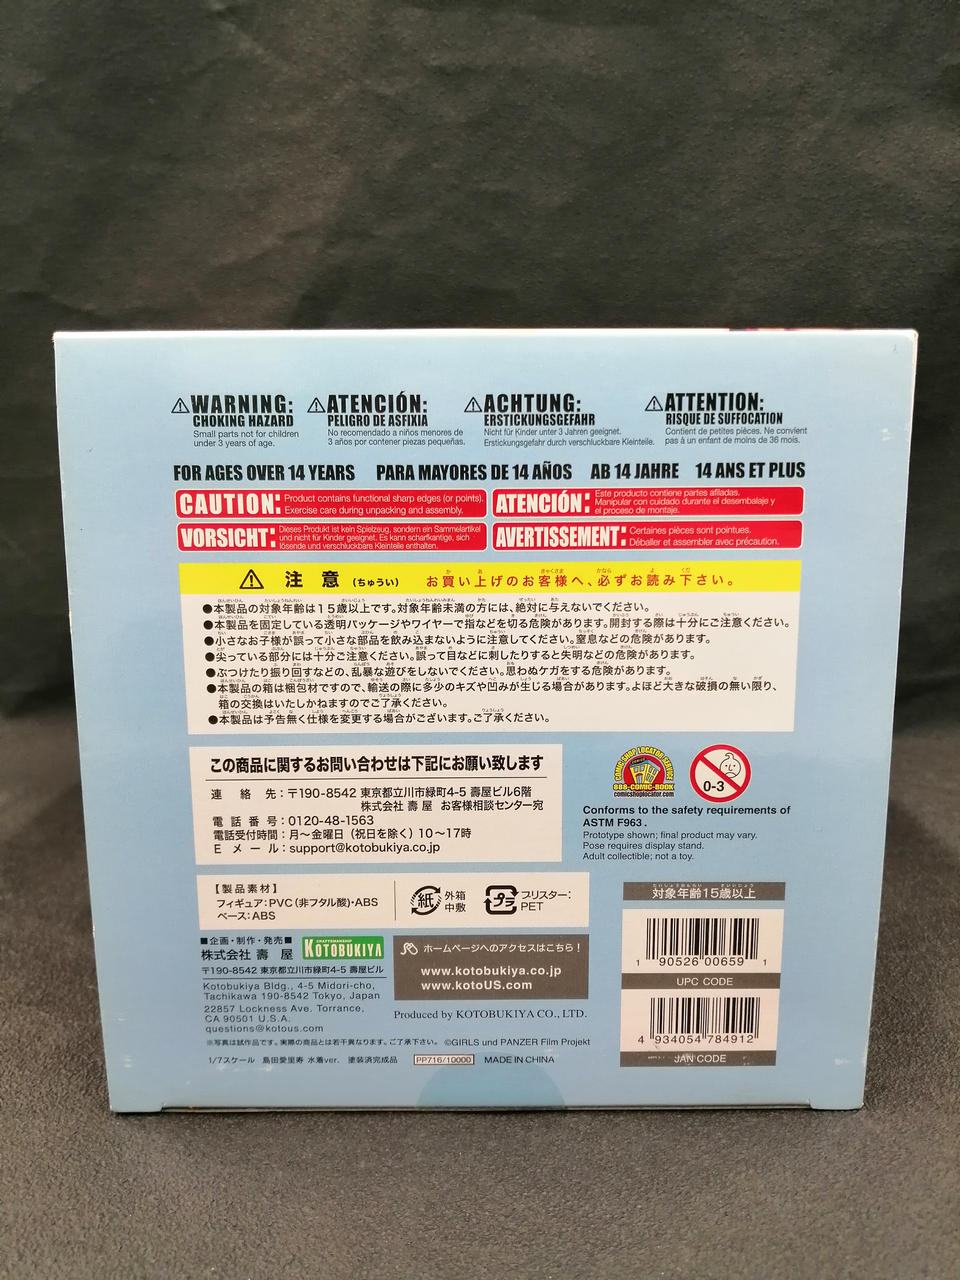 ⚠WARNING:
CHOKING HAZARD
Small parts not for children
under 3 years of age.
⚠ATENCIÓN:
PELIGRO DE ASFIXIA
No recomendado a niños menores de
3 años por contener piezas pequeñas.
⚠ACHTUNG:
ERSTICKUNGSGEFAHR
Nicht für Kinder unter 3 Jahren geeignet.
Erstickungsgefahr durch verschluckbare Kleinteile.
⚠ATTENTION:
RISQUE DE SUFFOCATION
Contient de petites pièces. Ne convient
pas à un enfant de moins de 36 mois.
FOR AGES OVER 14 YEARS PARA MAYORES DE 14 AÑOS AB 14 JAHRE 14 ANS ET PLUS
CAUTION: Product contains functional sharp edges (or points).
Exercise care during unpacking and assembly.
ATENCIÓN: Este producto contiene partes afiladas.
Manipular con cuidado durante el desembalaje y
el proceso de montaje.
VORSICHT: Dieses Produkt ist kein Spielzeug, sondern ein Sammelartikel
und nicht für Kinder geeignet. Es kann scharfkantige, sich
lösende und verschluckbare Kleinteile enthalten.
AVERTISSEMENT: Certaines pièces sont pointues.
Déballer et assembler avec précaution.
⚠ 注意(ちゅうい) お買い上げのお客様へ、必ずお読み下さい。
●本製品の対象年齢は15歳以上です。対象年齢未満の方には、絶対に与えないでください。
●本製品を固定している透明パッケージやワイヤーで指などを切る危険があります。開封する際は十分にご注意ください。
●小さなお子様が誤って小さな部品を飲み込まないように注意してください。窒息などの危険があります。
●尖っている部分には十分ご注意ください。誤って目などに刺したりすると失明などの危険があります。
●ぶつけたり振り回すなどの、乱暴な遊びをしないでください。思わぬケガをする危険があります。
●本製品の箱は梱包材ですので、輸送の際に多少のキズや凹みが生じる場合があります。よほど大きな破損の無い限り、
箱の交換はいたしかねますのでご了承ください。
●本製品は予告無く仕様を変更する場合がございます。ご了承ください。
この商品に関するお問い合わせは下記にお願い致します
連絡先:〒190-8542 東京都立川市緑町4-5 壽屋ビル6階
株式会社 壽屋 お客様相談センター宛
電話番号:0120-48-1563
電話受付時間:月~金曜日(祝日を除く)10~17時
Eメール:support@kotobukiya.co.jp
COMIC SHOP LOCATOR SERVICE
888-COMIC-BOOK
comicshoplocator.com
0-3
Conforms to the safety requirements of
ASTM F963.
Prototype shown; final product may vary.
Pose requires display stand.
Adult collectible; not a toy.
【製品素材】
フィギュア:PVC(非フタル酸)・ABS
ベース:ABS
紙 外箱
中敷
プラ ブリスター:
PET
対象年齢15歳以上
■企画・制作・発売■
株式会社 壽屋
CRAFTSMANSHIP
KOTOBUKIYA
〒190-8542 東京都立川市緑町4-5 壽屋ビル
Kotobukiya Bldg., 4-5 Midori-cho,
Tachikawa 190-8542 Tokyo, Japan
22857 Lockness Ave. Torrance,
CA 90501 U.S.A.
questions@kotous.com
ホームページへのアクセスはこちら!
www.kotobukiya.co.jp
www.kotoUS.com
Produced by KOTOBUKIYA CO., LTD.
1 90526 00659 1
UPC CODE
4 934054 784912
JAN CODE
※写真は試作品です。実際の商品とは若干異なります。ご了承下さい。 ©GIRLS und PANZER Film Projekt
1/7スケール 島田愛里寿 水着ver. 塗装済完成品 PP716/10000 MADE IN CHINA